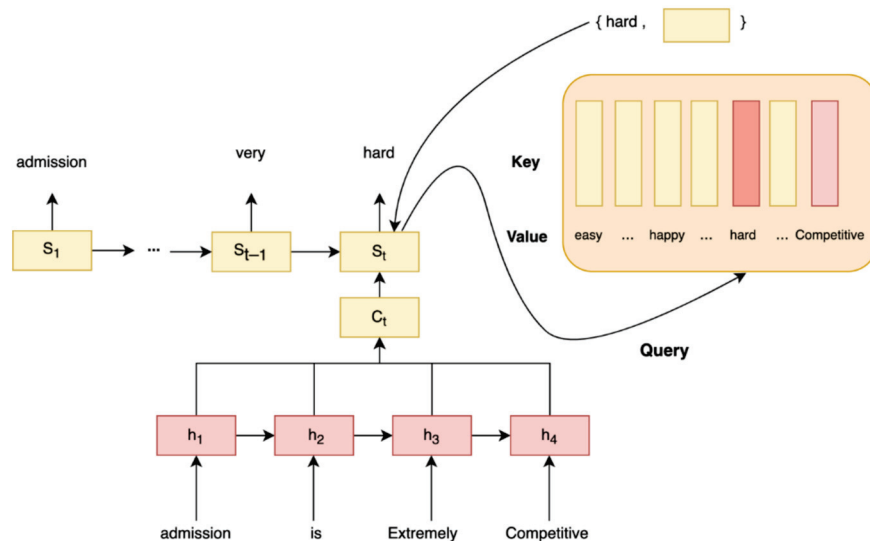 { hard , }
admission very hard
Key
Value easy ... happy ... hard ... Competitive
S1 ... St–1 St
Ct
Query
h1 h2 h3 h4
admission is Extremely Competitive